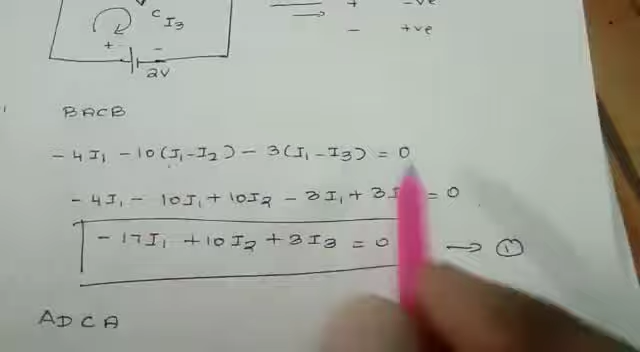 + -ve
C I3
- +ve
+ -
2V
BACB
-4I1 -10(I1-I2) - 3(I1-I3) = 0
-4I1 - 10I1 + 10I2 - 3I1 + 3I = 0
-17I1 + 10I2 + 3I3 = 0 → 1
ADCA